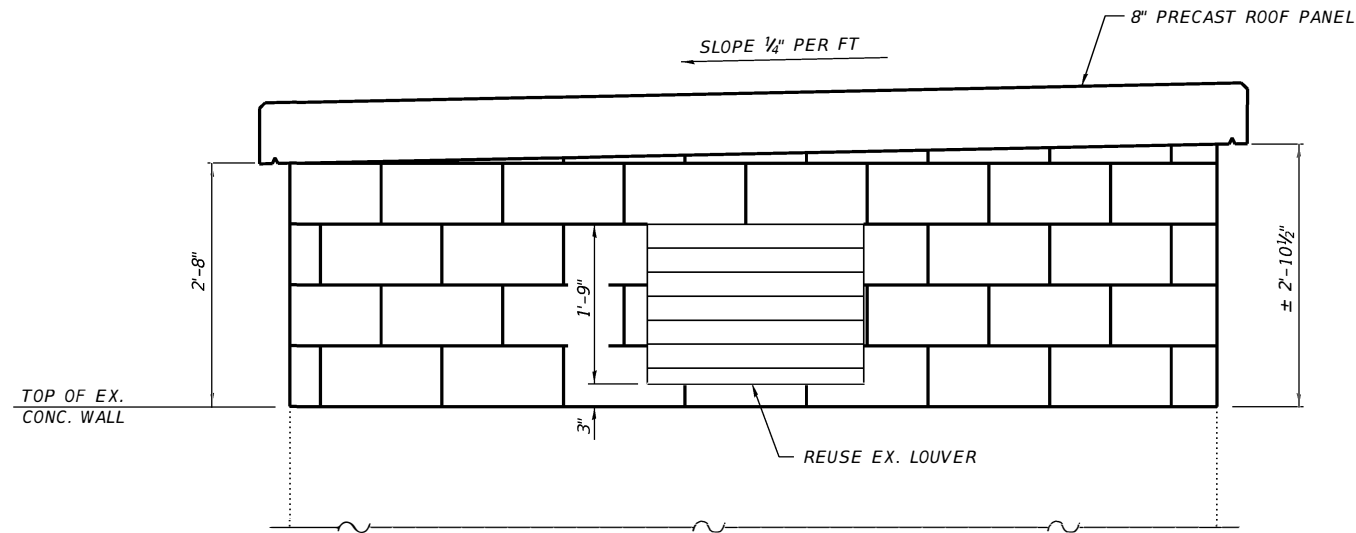 8" PRECAST ROOF PANEL
SLOPE ¼" PER FT
2'-8"
1'-9"
± 2'-10½"
TOP OF EX.
CONC. WALL
3"
REUSE EX. LOUVER